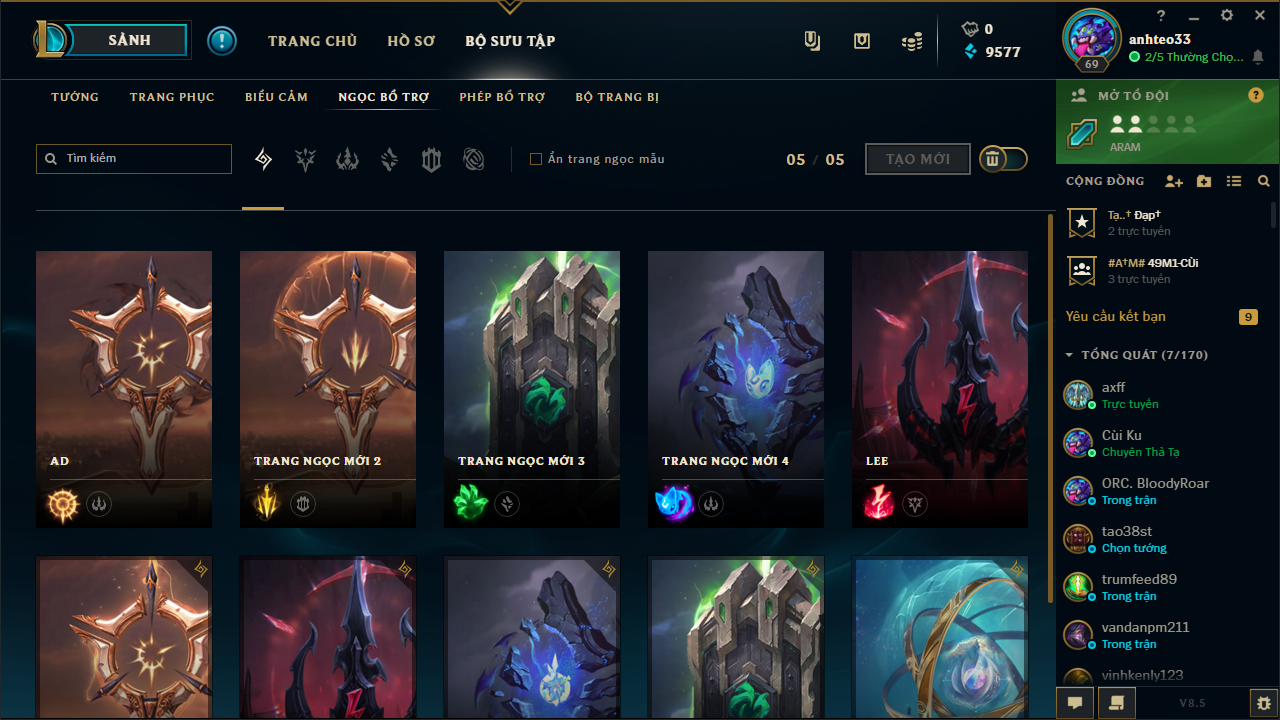 SẢNH
TRANG CHỦ
HỒ SƠ
BỘ SƯU TẬP
0
9577
anhteo33
2/5 Thường Chọ...
69
TƯỚNG
TRANG PHỤC
BIỂU CẢM
NGỌC BỔ TRỢ
PHÉP BỔ TRỢ
BỘ TRANG BỊ
MỞ TỔ ĐỘI
?
ARAM
Tìm kiếm
Ẩn trang ngọc mẫu
05 / 05
TẠO MỚI
CỘNG ĐỒNG
Tạ..† Đạp†
2 trực tuyến
#A†M# 49M1-CÙi
3 trực tuyến
Yêu cầu kết bạn
9
TỔNG QUÁT (7/170)
axff
Trực tuyến
Cùi Ku
Chuyên Thả Tạ
ORC. BloodyRoar
Trong trận
tao38st
Chọn tướng
trumfeed89
Trong trận
vandanpm211
Trong trận
vinhkenly123
AD
TRANG NGỌC MỚI 2
TRANG NGỌC MỚI 3
TRANG NGỌC MỚI 4
LEE
V8.5